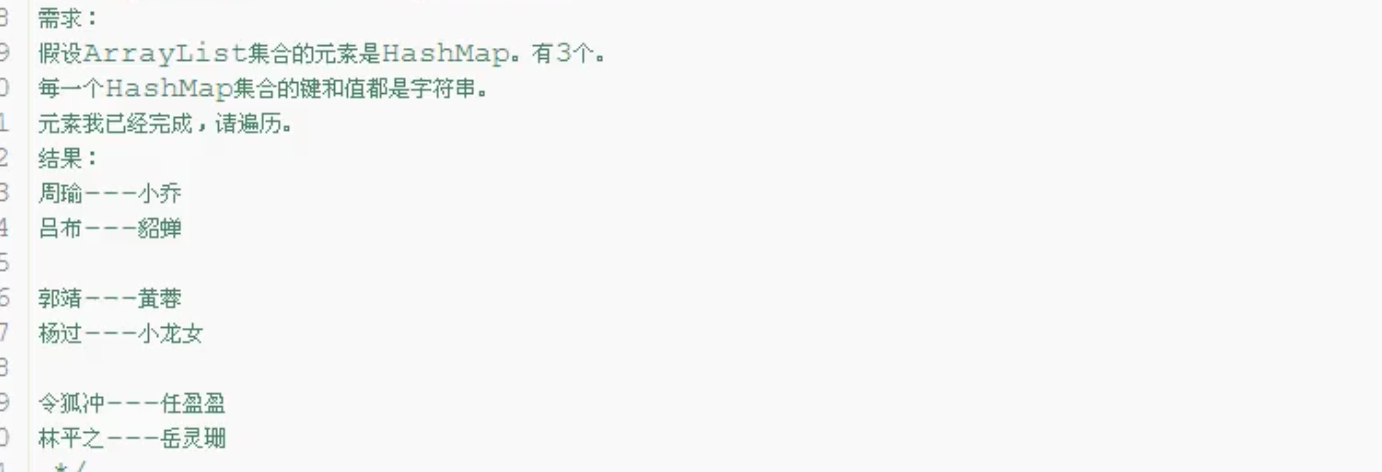 8 需求：
9 假设ArrayList集合的元素是HashMap。有3个。
0 每一个HashMap集合的键和值都是字符串。
1 元素我已经完成，请遍历。
2 结果：
3 周瑜---小乔
4 吕布---貂蝉
5
6 郭靖---黄蓉
7 杨过---小龙女
8
9 令狐冲---任盈盈
0 林平之---岳灵珊
*/